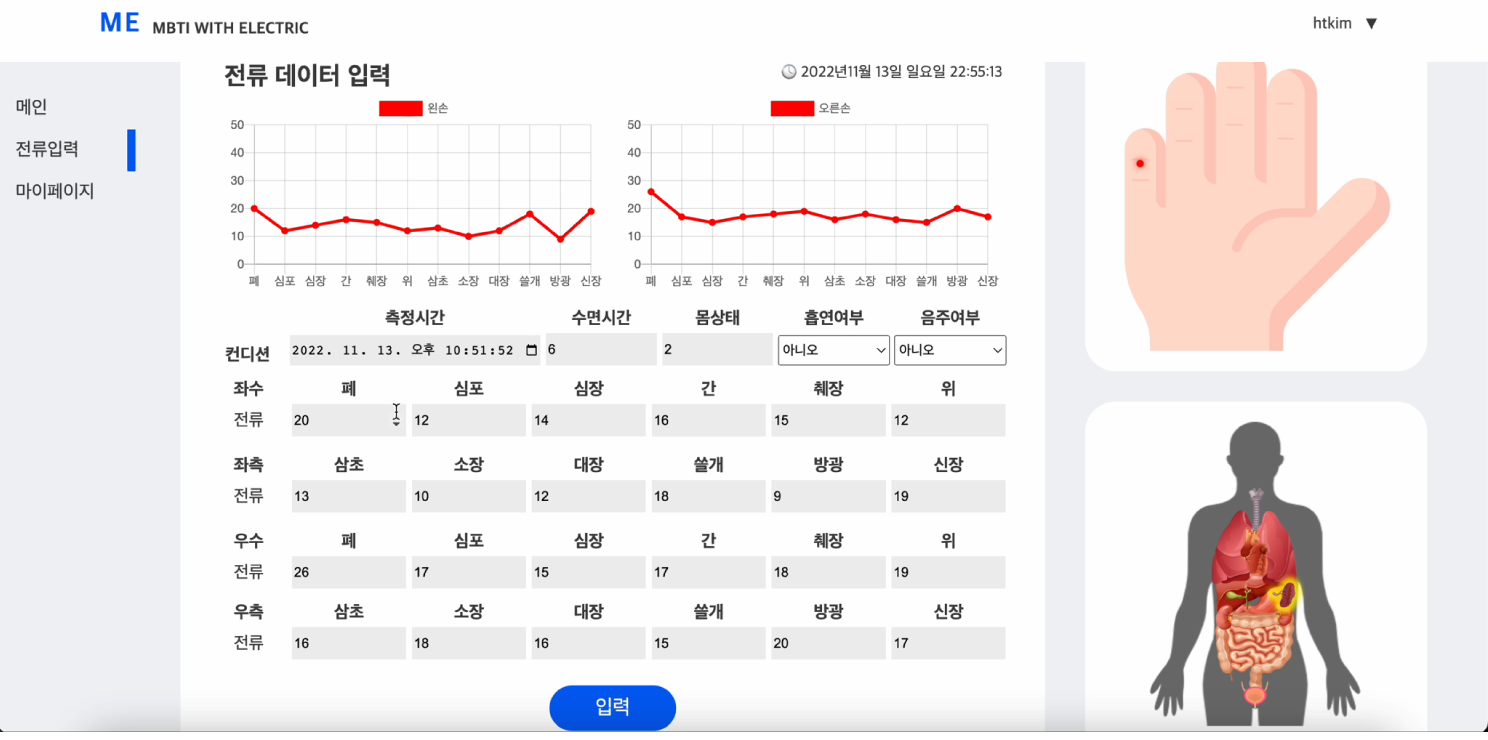 ME MBTI WITH ELECTRIC
htkim ▼
메인
전류입력
마이페이지
전류 데이터 입력
2022년11월 13일 일요일 22:55:13
왼손
50
40
30
20
10
0
폐 심포 심장 간 췌장 위 삼초 소장 대장 쓸개 방광 신장
오른손
50
40
30
20
10
0
폐 심포 심장 간 췌장 위 삼초 소장 대장 쓸개 방광 신장
측정시간 수면시간 몸상태 흡연여부 음주여부
컨디션 2022. 11. 13. 오후 10:51:52 6 2 아니오 아니오
좌수 폐 심포 심장 간 췌장 위
전류 20 12 14 16 15 12
좌측 삼초 소장 대장 쓸개 방광 신장
전류 13 10 12 18 9 19
우수 폐 심포 심장 간 췌장 위
전류 26 17 15 17 18 19
우측 삼초 소장 대장 쓸개 방광 신장
전류 16 18 16 15 20 17
입력